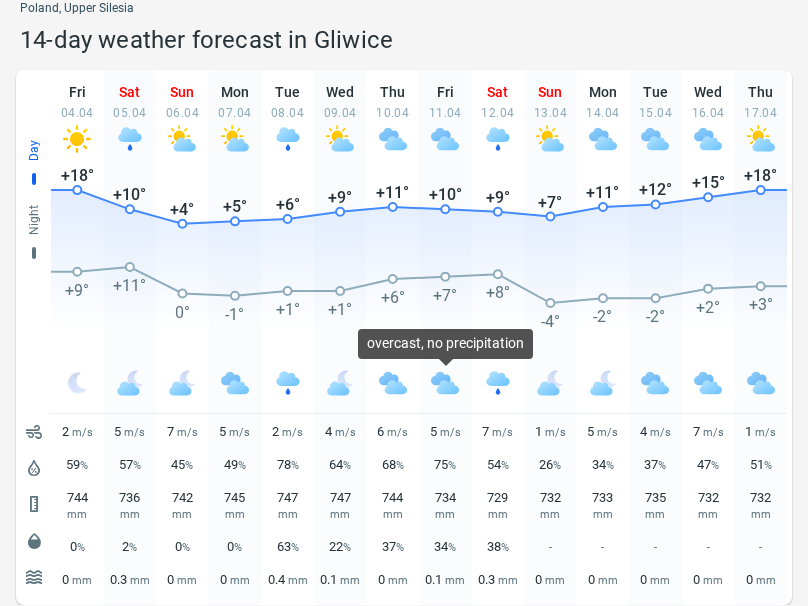 Poland, Upper Silesia
14-day weather forecast in Gliwice
Fri Sat Sun Mon Tue Wed Thu Fri Sat Sun Mon Tue Wed Thu
04.04 05.04 06.04 07.04 08.04 09.04 10.04 11.04 12.04 13.04 14.04 15.04 16.04 17.04
Day
+18° +10° +4° +5° +6° +9° +11° +10° +9° +7° +11° +12° +15° +18°
Night
+9° +11° 0° -1° +1° +1° +6° +7° +8° -4° -2° -2° +2° +3°
overcast, no precipitation
2 m/s 5 m/s 7 m/s 5 m/s 2 m/s 4 m/s 6 m/s 5 m/s 7 m/s 1 m/s 5 m/s 4 m/s 7 m/s 1 m/s
59% 57% 45% 49% 78% 64% 68% 75% 54% 26% 34% 37% 47% 51%
744 736 742 745 747 747 744 734 729 732 733 735 732 732
mm mm mm mm mm mm mm mm mm mm mm mm mm mm
0% 2% 0% 0% 63% 22% 37% 34% 38% - - - - -
0 mm 0.3 mm 0 mm 0 mm 0.4 mm 0.1 mm 0 mm 0.1 mm 0.3 mm 0 mm 0 mm 0 mm 0 mm 0 mm